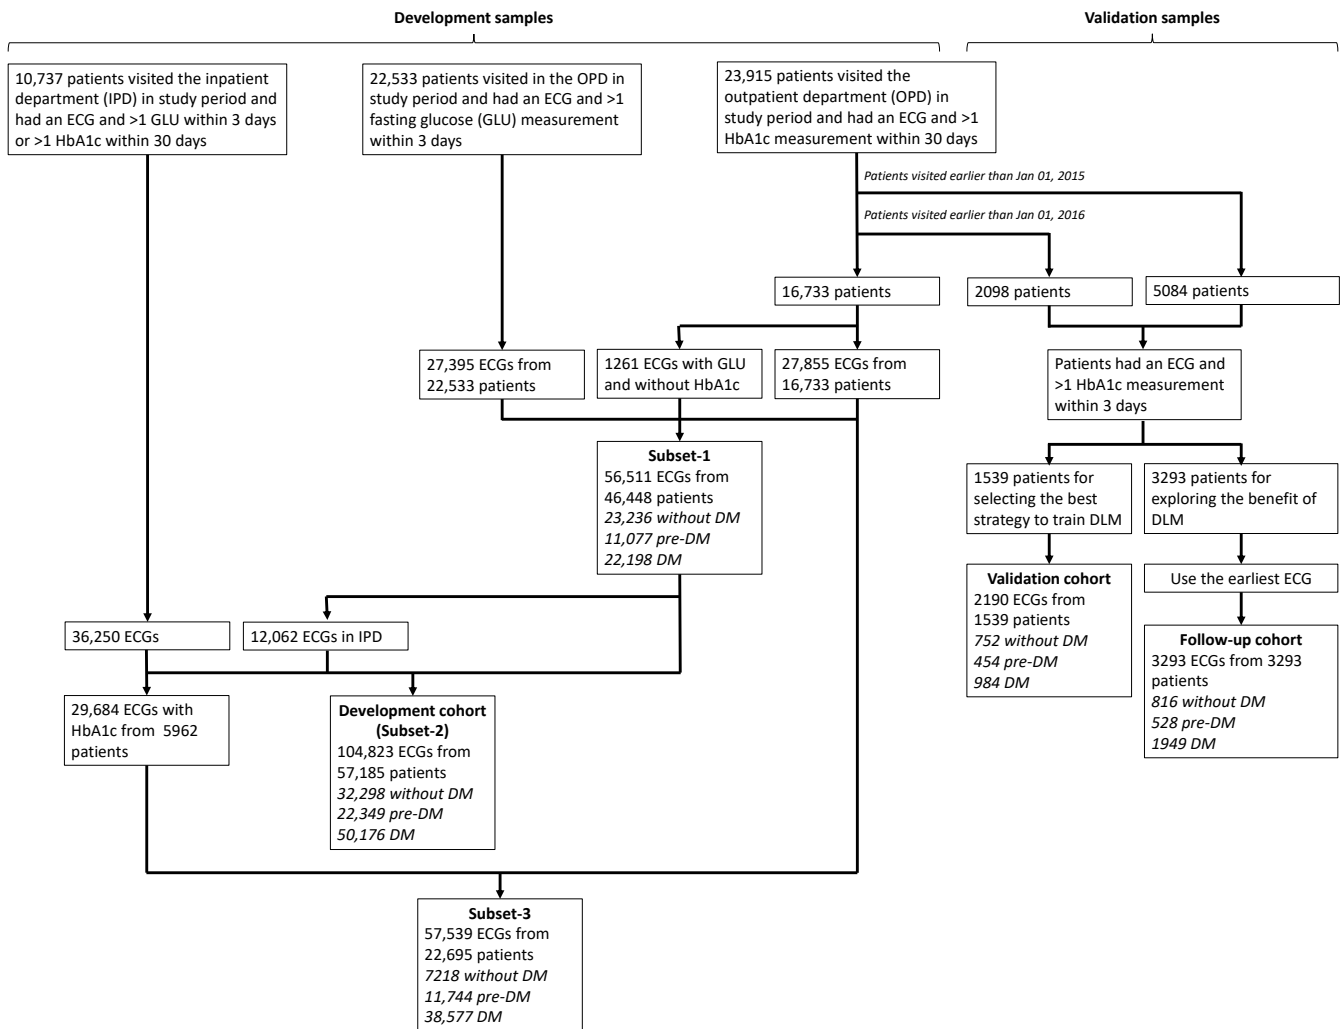 Development samples
Validation samples
10,737 patients visited the inpatient
department (IPD) in study period and
had an ECG and >1 GLU within 3 days
or >1 HbA1c within 30 days
22,533 patients visited in the OPD in
study period and had an ECG and >1
fasting glucose (GLU) measurement
within 3 days
23,915 patients visited the
outpatient department (OPD) in
study period and had an ECG and >1
HbA1c measurement within 30 days
Patients visited earlier than Jan 01, 2015
Patients visited earlier than Jan 01, 2016
16,733 patients
2098 patients
5084 patients
27,395 ECGs from
22,533 patients
1261 ECGs with GLU
and without HbA1c
27,855 ECGs from
16,733 patients
Patients had an ECG and
>1 HbA1c measurement
within 3 days
Subset-1
56,511 ECGs from
46,448 patients
23,236 without DM
11,077 pre-DM
22,198 DM
1539 patients for
selecting the best
strategy to train DLM
3293 patients for
exploring the benefit of
DLM
Validation cohort
2190 ECGs from
1539 patients
752 without DM
454 pre-DM
984 DM
Use the earliest ECG
Follow-up cohort
3293 ECGs from 3293
patients
816 without DM
528 pre-DM
1949 DM
36,250 ECGs
12,062 ECGs in IPD
29,684 ECGs with
HbA1c from 5962
patients
Development cohort
(Subset-2)
104,823 ECGs from
57,185 patients
32,298 without DM
22,349 pre-DM
50,176 DM
Subset-3
57,539 ECGs from
22,695 patients
7218 without DM
11,744 pre-DM
38,577 DM